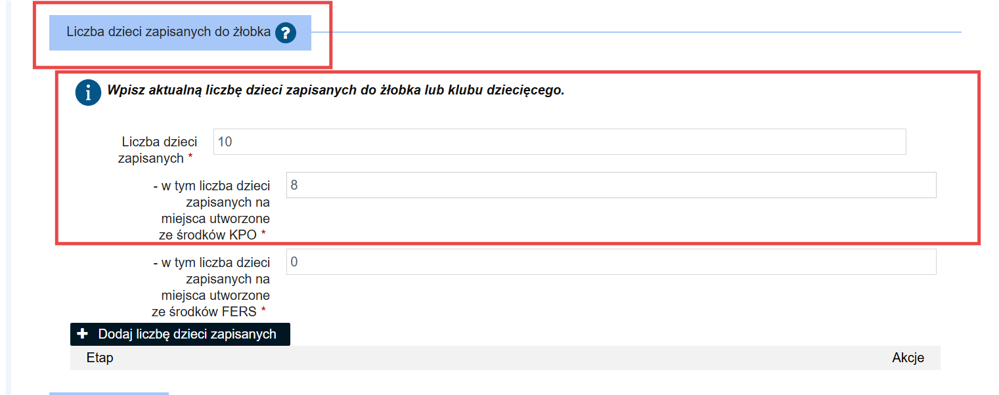 Liczba dzieci zapisanych do żłobka ?
i Wpisz aktualną liczbę dzieci zapisanych do żłobka lub klubu dziecięcego.
Liczba dzieci
zapisanych *
10
- w tym liczba dzieci
zapisanych na
miejsca utworzone
ze środków KPO *
8
- w tym liczba dzieci
zapisanych na
miejsca utworzone
ze środków FERS *
0
+ Dodaj liczbę dzieci zapisanych
Etap
Akcje